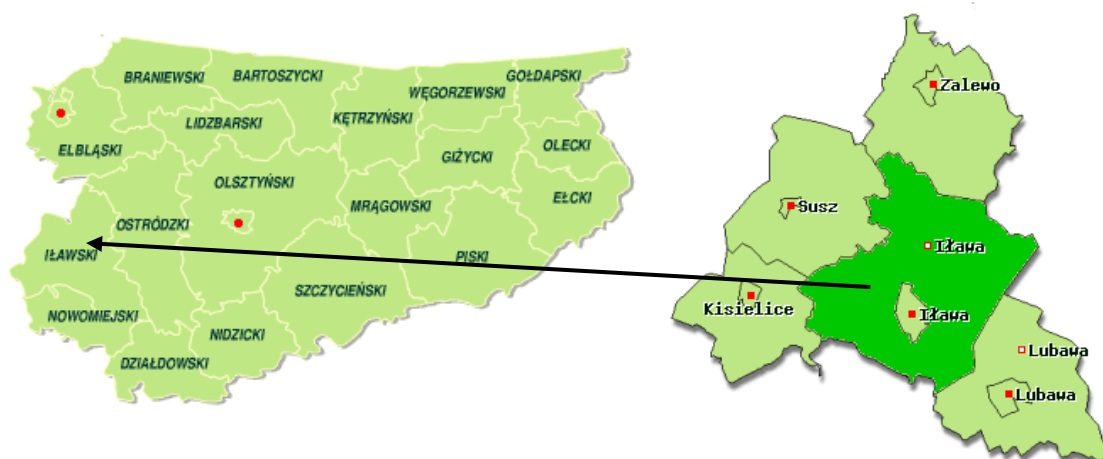 BRANIEWSKI
BARTOSZYCKI
GOŁDAPSKI
WĘGORZEWSKI
KĘTRZYŃSKI
LIDZBARSKI
ELBLĄSKI
GIŻYCKI
OLECKI
OLSZTYŃSKI
EŁCKI
MRĄGOWSKI
OSTRÓDZKI
IŁAWSKI
PISKI
SZCZYCIEŃSKI
NOWOMIEJSKI
NIDZICKI
DZIAŁDOWSKI
Zalewo
Susz
Iława
Kisielice
Iława
Lubawa
Lubawa